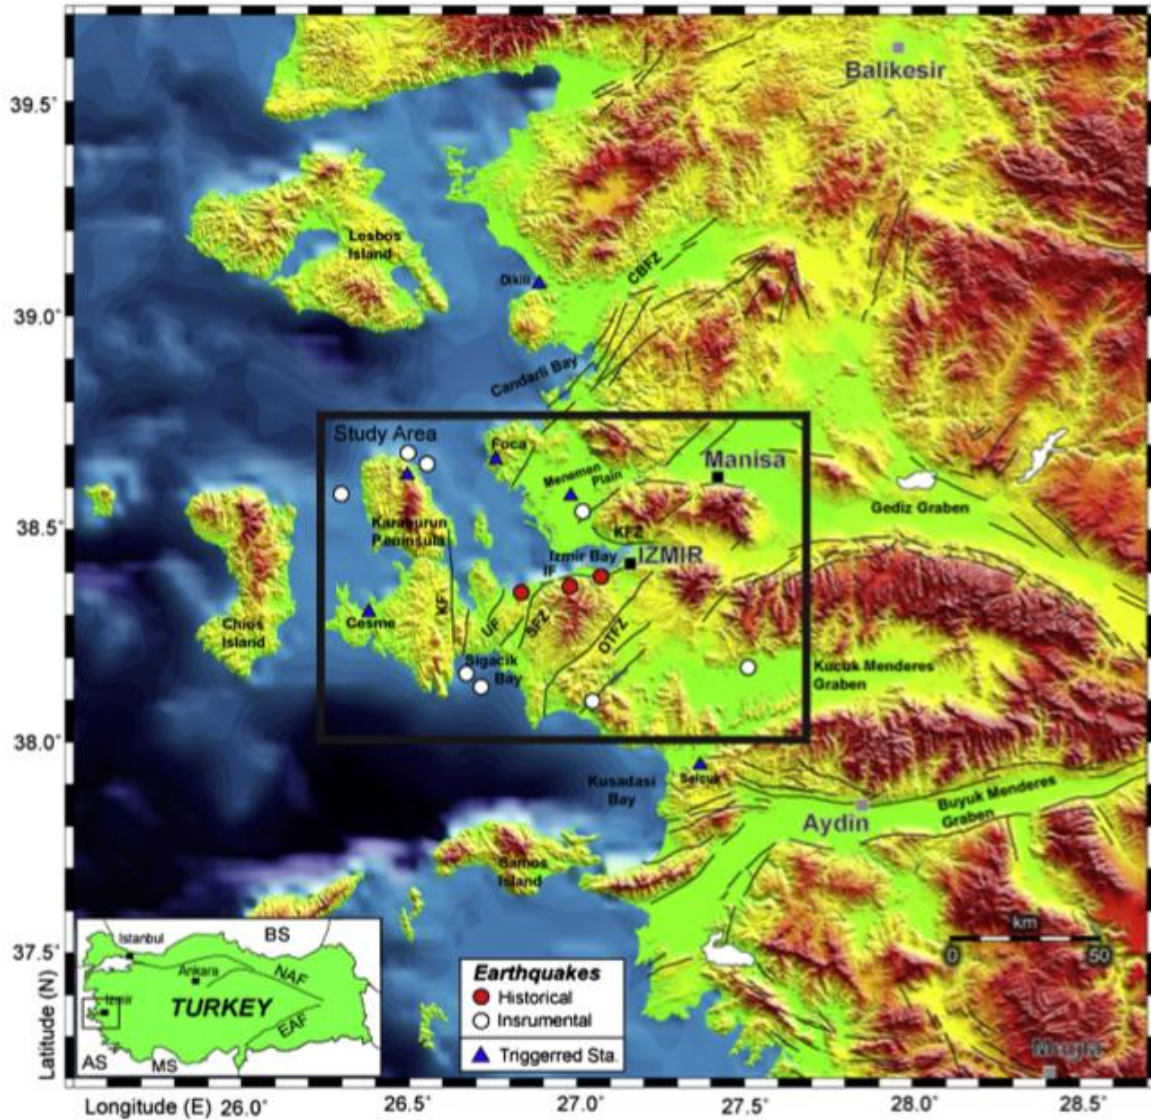 Balikesir
39.5°
Lesbos
Island
Dikili
CBFZ
39.0°
Candarli Bay
Study Area
Foca
Manisa
Menemen
Plain
Gediz Graben
38.5°
Karaburun
Peninsula
KFZ
Izmir Bay
IZMIR
IF
KF
Cesme
UF
SFZ
OTFZ
Chios
Island
Sigacik
Bay
Kucuk Menderes
Graben
38.0°
Kusadasi
Bay
Selcuk
Buyuk Menderes
Graben
Aydin
Samos
Island
37.5°
Latitude (N)
Istanbul
BS
Ankara
NAF
Izmir
TURKEY
EAF
AS
MS
Earthquakes
Historical
Insrumental
Triggerred Sta.
km
0
50
Mugla
Longitude (E)
26.0°
26.5°
27.0°
27.5°
28.0°
28.5°